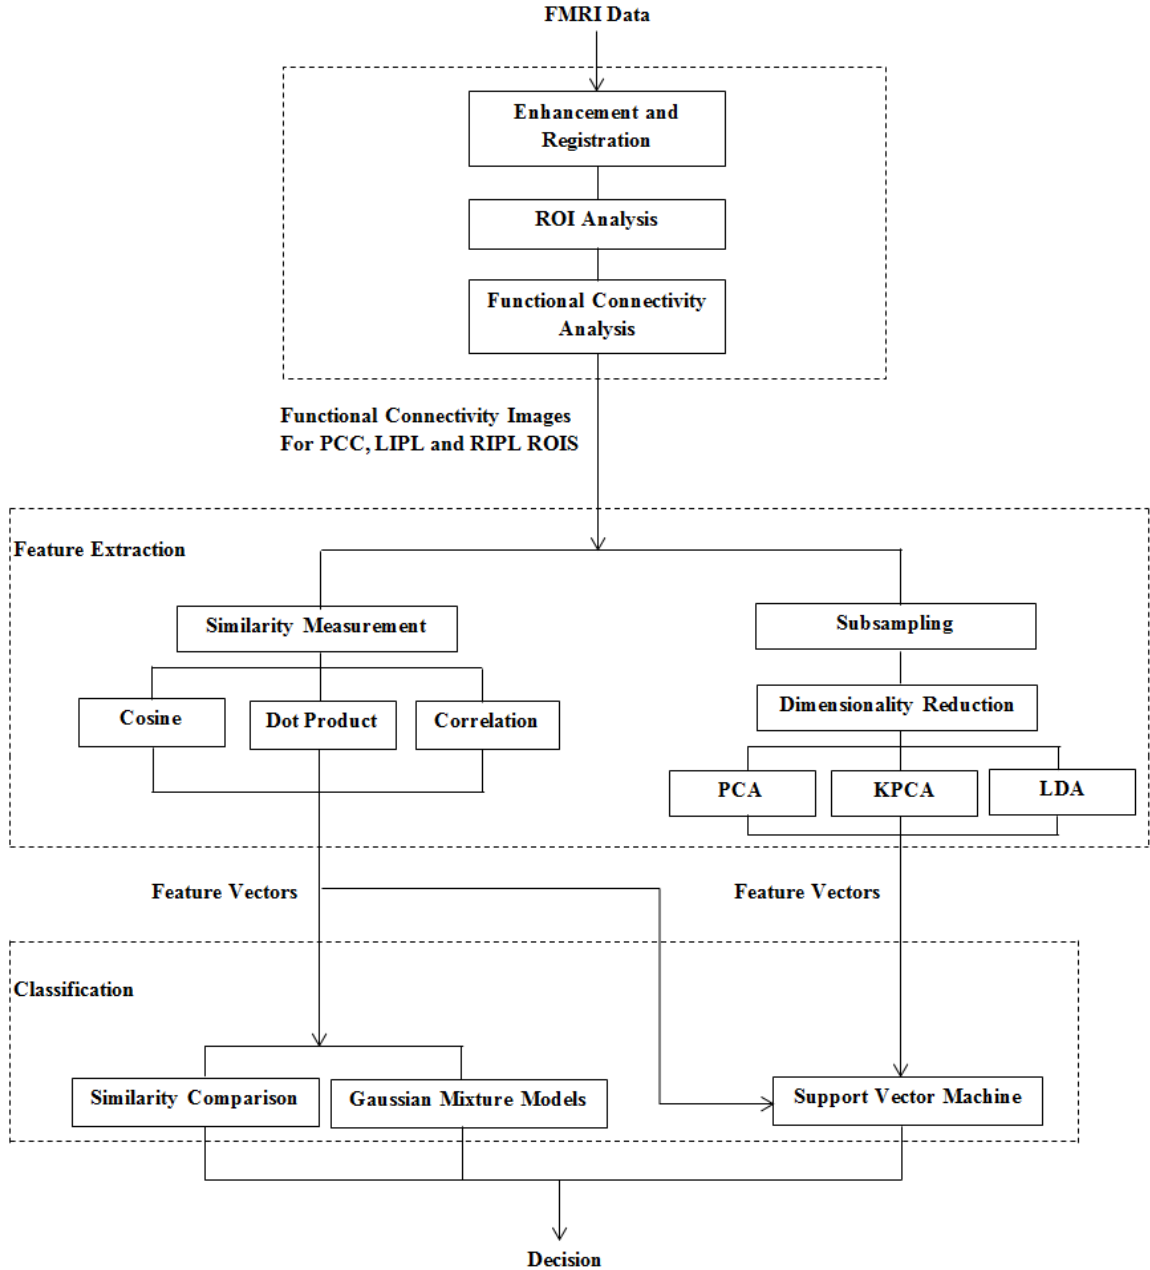 FMRI Data
Enhancement and
Registration
ROI Analysis
Functional Connectivity
Analysis
Functional Connectivity Images
For PCC, LIPL and RIPL ROIS
Feature Extraction
Similarity Measurement
Subsampling
Cosine
Dot Product
Correlation
Dimensionality Reduction
PCA
KPCA
LDA
Feature Vectors
Feature Vectors
Classification
Similarity Comparison
Gaussian Mixture Models
Support Vector Machine
Decision